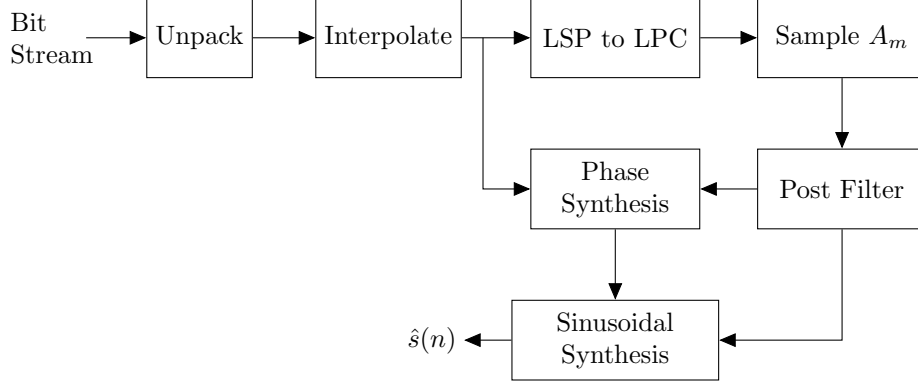 Bit
Stream
Unpack
Interpolate
LSP to LPC
Sample $A_m$
Phase
Synthesis
Post Filter
Sinusoidal
Synthesis
$\hat{s}(n)$